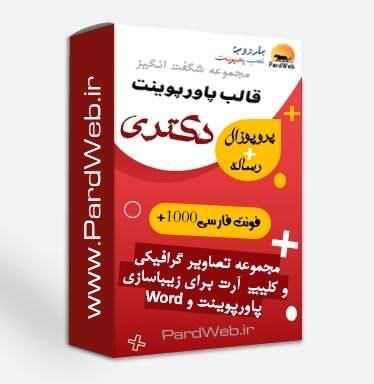 PardWeb
مجموعه شگفت انگیز
قالب پاورپوینت
دکتری
پروپوزال
+
رساله
فونت فارسی 1000+
مجموعه تصاویر گرافیکی
و کلیپ آرت برای زیباسازی
پاورپوینت و Word
PardWeb.ir
www.PardWeb.ir